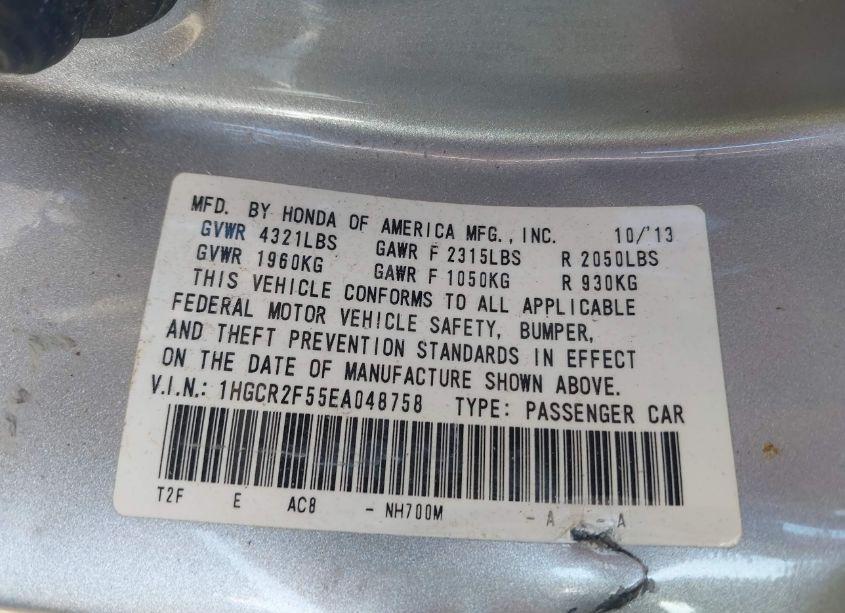 MFD. BY HONDA OF AMERICA MFG., INC. 10/'13
GVWR 4321LBS GAWR F 2315LBS R 2050LBS
GVWR 1960KG GAWR F 1050KG R 930KG
THIS VEHICLE CONFORMS TO ALL APPLICABLE
FEDERAL MOTOR VEHICLE SAFETY, BUMPER,
AND THEFT PREVENTION STANDARDS IN EFFECT
ON THE DATE OF MANUFACTURE SHOWN ABOVE.
V.I.N.: 1HGCR2F55EA048758 TYPE: PASSENGER CAR
T2F E AC8 - NH700M - A - A